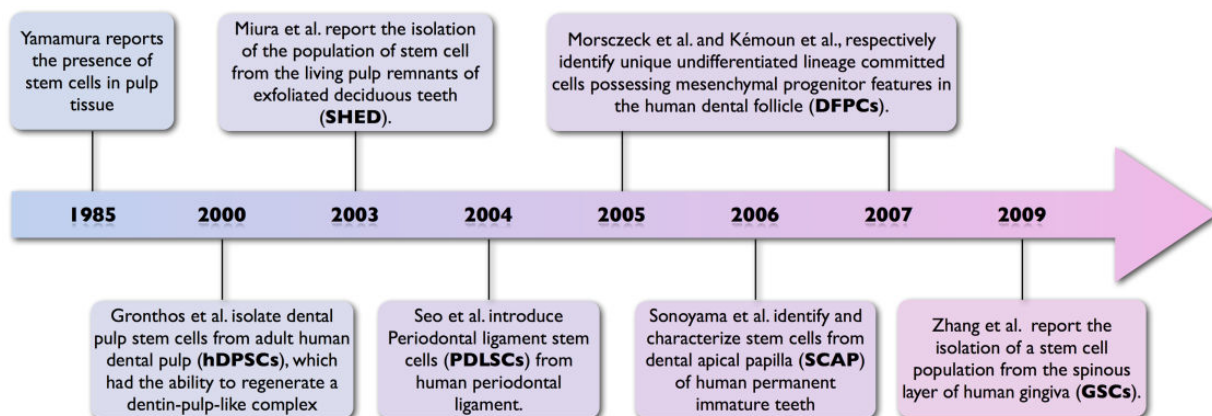 Yamamura reports
the presence of
stem cells in pulp
tissue
Miura et al. report the isolation
of the population of stem cell
from the living pulp remnants of
exfoliated deciduous teeth
(SHED).
Morsczeck et al. and Kémoun et al., respectively
identify unique undifferentiated lineage committed
cells possessing mesenchymal progenitor features in
the human dental follicle (DFPCs).
1985 2000 2003 2004 2005 2006 2007 2009
Gronthos et al. isolate dental
pulp stem cells from adult human
dental pulp (hDPSCs), which
had the ability to regenerate a
dentin-pulp-like complex
Seo et al. introduce
Periodontal ligament stem
cells (PDLSCs) from
human periodontal
ligament.
Sonoyama et al. identify and
characterize stem cells from
dental apical papilla (SCAP)
of human permanent
immature teeth
Zhang et al. report the
isolation of a stem cell
population from the spinous
layer of human gingiva (GSCs).